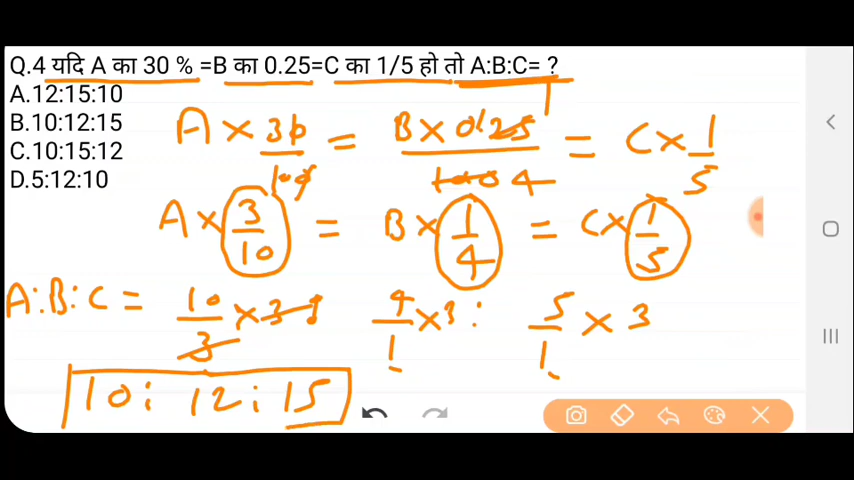 Q.4 यदि A का 30 % =B का 0.25=C का 1/5 हो तो A:B:C= ?
A.12:15:10
B.10:12:15
C.10:15:12
D.5:12:10
A × 30/100 = B × 0.25/100 4 = C × 1/5
A × 3/10 = B × 1/4 = C × 1/5
A:B:C = 10/3 × 3 1 4/1 × 3 : 5/1 × 3
10 : 12 : 15